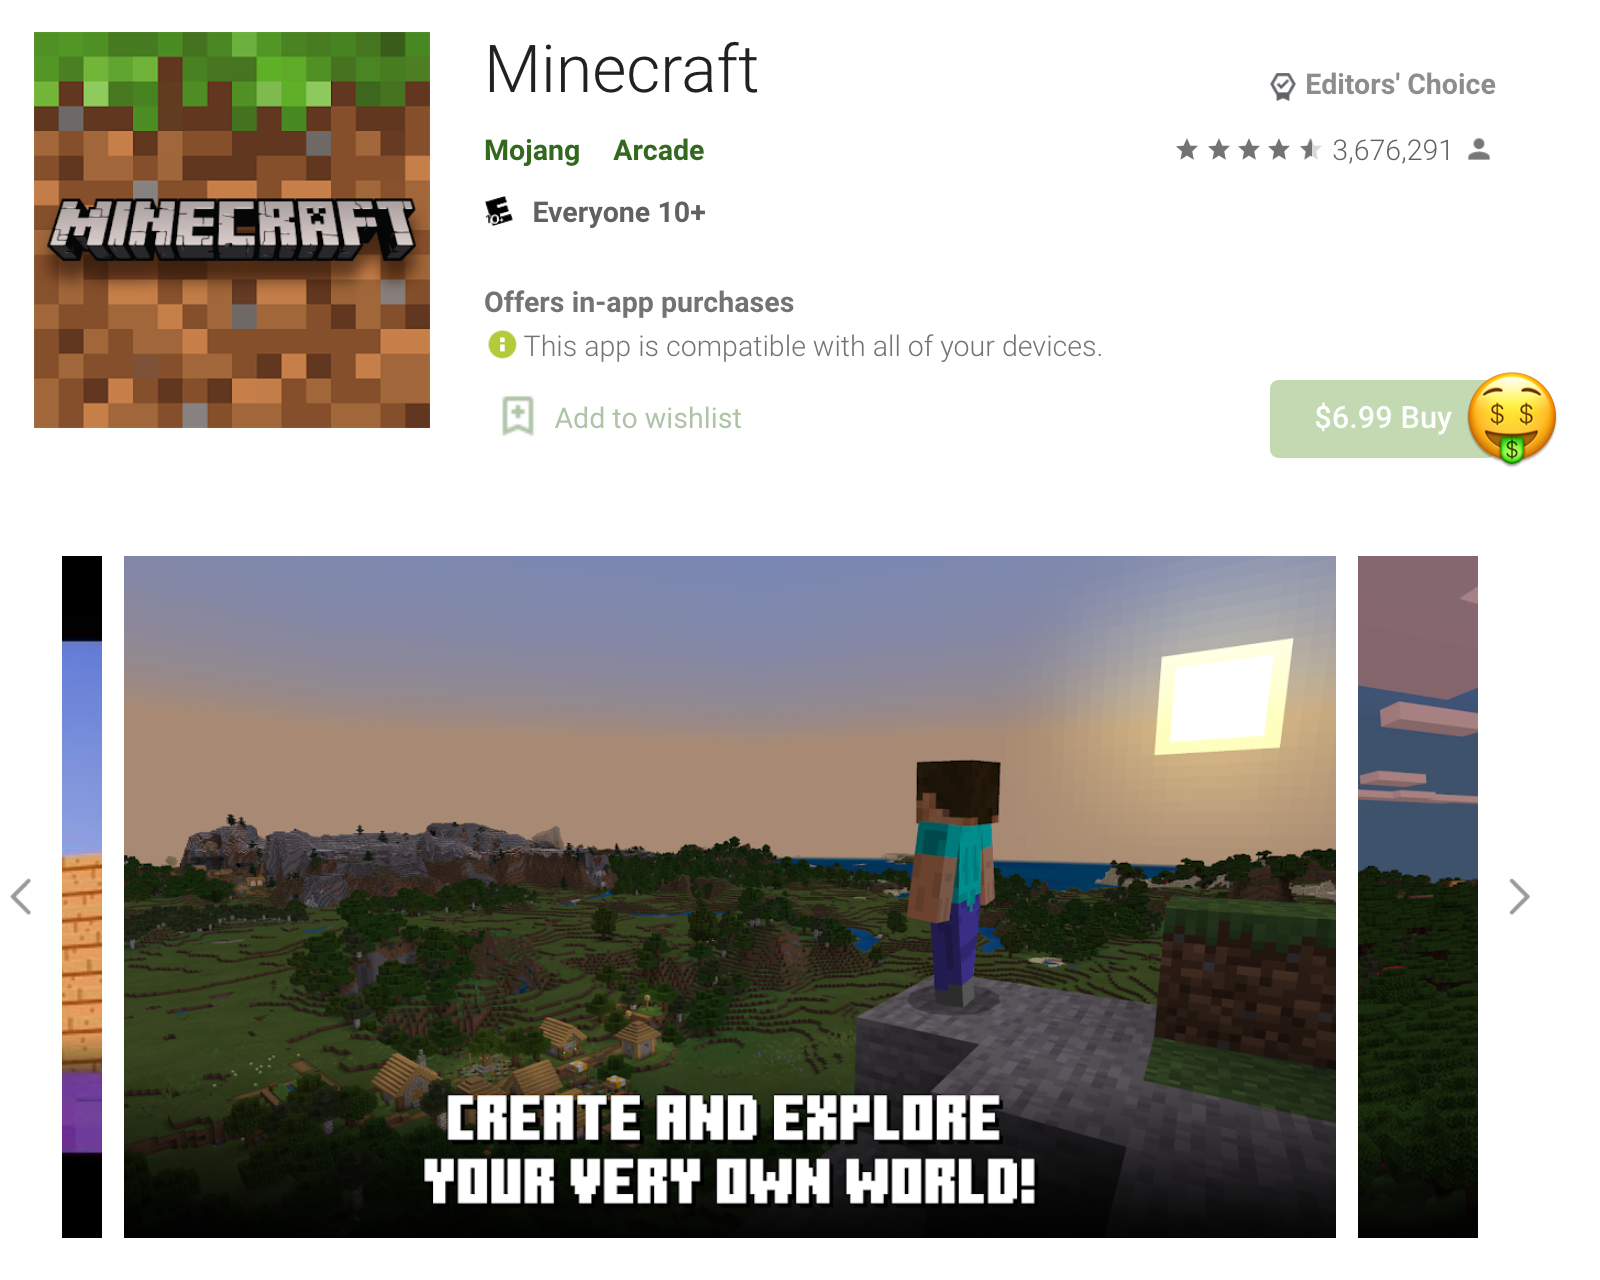 MINECRAFT
Minecraft
Editors' Choice
Mojang Arcade
3,676,291
Everyone 10+
Offers in-app purchases
This app is compatible with all of your devices.
Add to wishlist
$6.99 Buy
CREATE AND EXPLORE
YOUR VERY OWN WORLD!